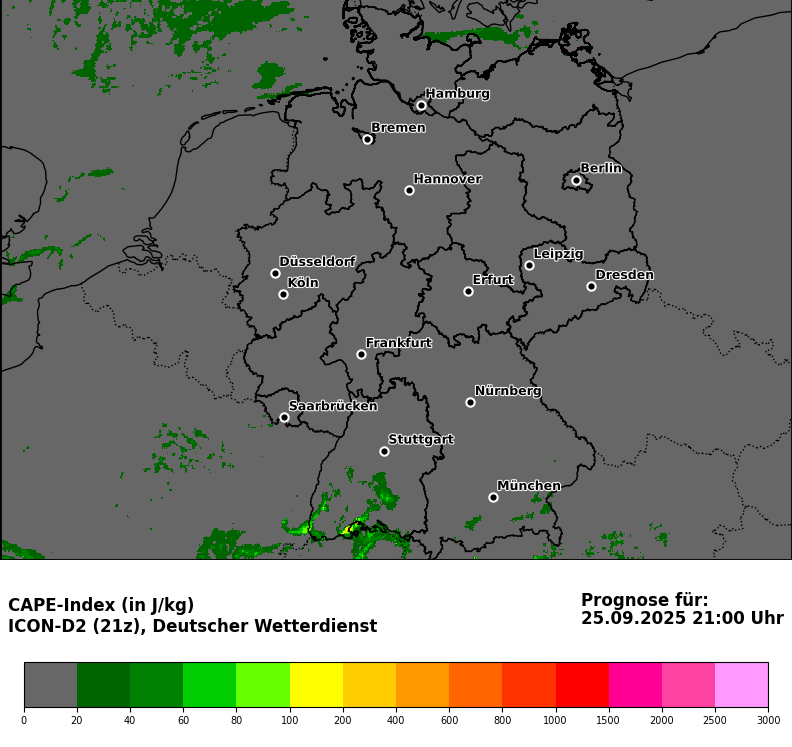 Hamburg
Bremen
Berlin
Hannover
Leipzig
Düsseldorf
Dresden
Köln
Erfurt
Frankfurt
Nürnberg
Saarbrücken
Stuttgart
München
CAPE-Index (in J/kg)
ICON-D2 (21z), Deutscher Wetterdienst
Prognose für:
25.09.2025 21:00 Uhr
0 20 40 60 80 100 200 400 600 800 1000 1500 2000 2500 3000